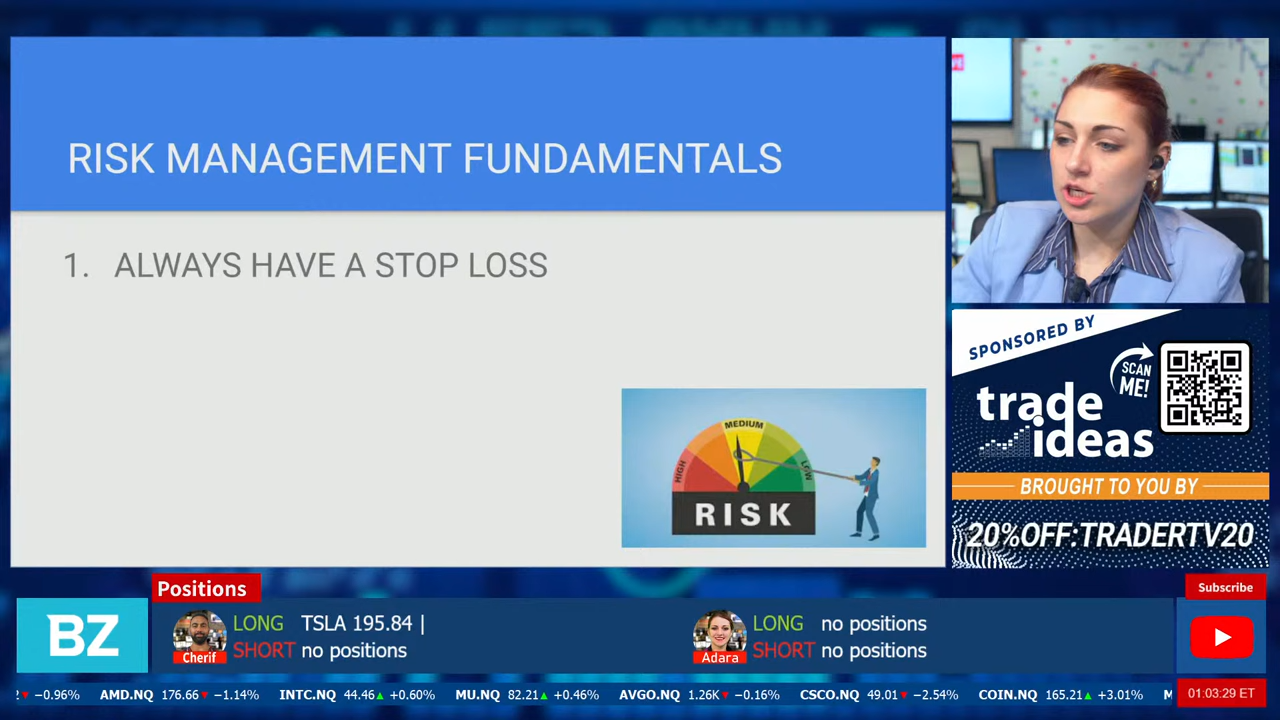 RISK MANAGEMENT FUNDAMENTALS
1. ALWAYS HAVE A STOP LOSS
HIGH
MEDIUM
LOW
RISK
SPONSORED BY
SCAN
ME!
trade
ideas
BROUGHT TO YOU BY
20%OFF:TRADERTV20
Positions
Subscribe
BZ
Cherif
LONG TSLA 195.84 |
SHORT no positions
Adara
LONG no positions
SHORT no positions
▼ −0.96% AMD.NQ 176.66▼ −1.14% INTC.NQ 44.46▲ +0.60% MU.NQ 82.21▲ +0.46% AVGO.NQ 1.26K▼ −0.16% CSCO.NQ 49.01▼ −2.54% COIN.NQ 165.21▲ +3.01%
01:03:29 ET